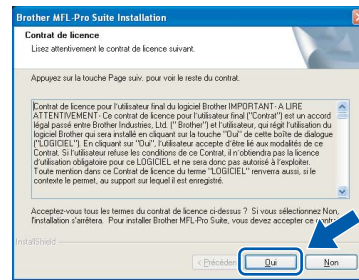 Brother MFL-Pro Suite Installation
Contrat de licence
Lisez attentivement le contrat de licence suivant.
Appuyez sur la touche Page suiv. pour voir le reste du contrat.
Contrat de licence pour l'utilisateur final du logiciel Brother IMPORTANT- A LIRE
ATTENTIVEMENT- Ce contrat de licence pour l'utilisateur final ("Contrat") est un accord
légal passé entre Brother Industries, Ltd. ("Brother") et l'utilisateur, qui régit l'utilisation du
logiciel Brother qui sera installé en cliquant sur la touche "Oui" de cette boîte de dialogue
("LOGICIEL"). En cliquant sur "Oui", l'utilisateur accepte d'être lié aux modalités de ce
Contrat. Si l'utilisateur refuse les conditions de ce Contrat, il n'obtiendra pas la licence
d'utilisation obligatoire pour ce LOGICIEL et ne sera donc pas autorisé à l'exploiter.
Toute mention dans ce Contrat de licence du terme "LOGICIEL" renverra aussi, si le
contexte le permet, au support sur lequel il est enregistré.
Acceptez-vous tous les termes du contrat de licence ci-dessus ? Si vous sélectionnez Non,
l'installation s'arrêtera. Pour installer Brother MFL-Pro Suite, vous devez accepter ce
InstallShield
< Précédent
Oui
Non